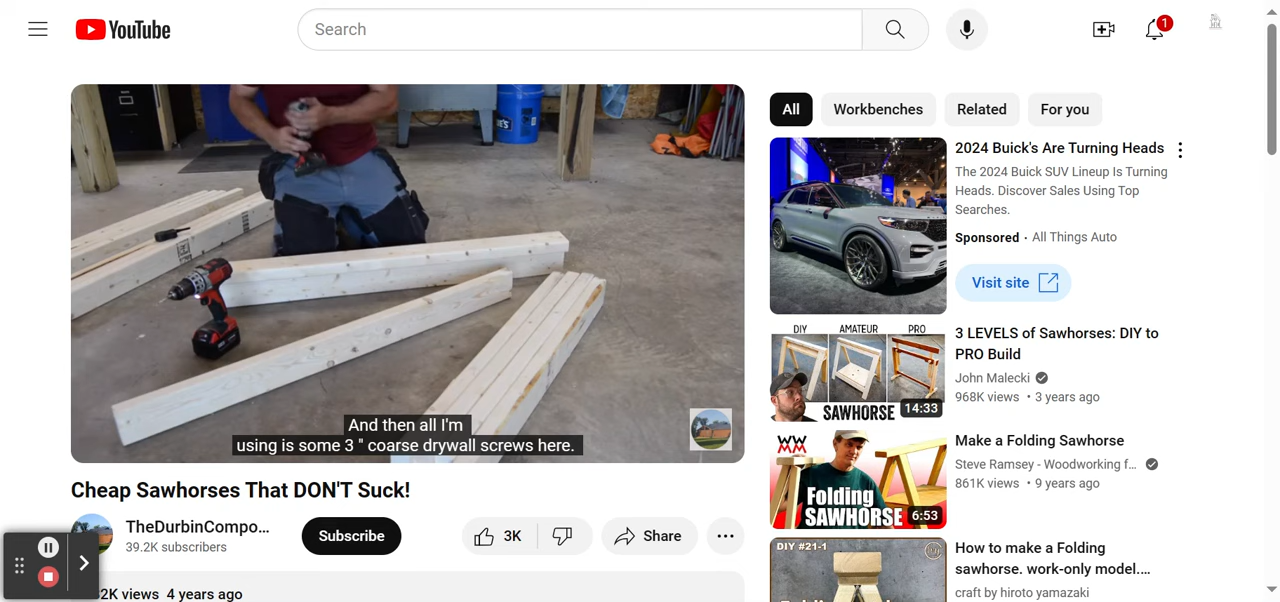 YouTube
Search
1
And then all I'm
using is some 3 " coarse drywall screws here.
Cheap Sawhorses That DON'T Suck!
TheDurbinCompo...
39.2K subscribers
Subscribe
3K
Share
2K views 4 years ago
All
Workbenches
Related
For you
2024 Buick's Are Turning Heads
The 2024 Buick SUV Lineup Is Turning
Heads. Discover Sales Using Top
Searches.
Sponsored · All Things Auto
Visit site
DIY AMATEUR PRO
SAWHORSE
14:33
3 LEVELS of Sawhorses: DIY to
PRO Build
John Malecki
968K views • 3 years ago
Folding
SAWHORSE
6:53
Make a Folding Sawhorse
Steve Ramsey - Woodworking f...
861K views • 9 years ago
DIY #21-1
How to make a Folding
sawhorse. work-only model....
craft by hiroto yamazaki